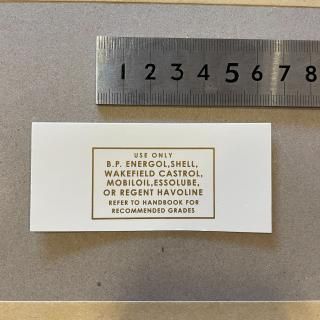 1 2 3 4 5 6 7 8
USE ONLY
B.P. ENERGOL,SHELL,
WAKEFIELD CASTROL,
MOBILOIL,ESSOLUBE,
OR REGENT HAVOLINE
REFER TO HANDBOOK FOR
RECOMMENDED GRADES